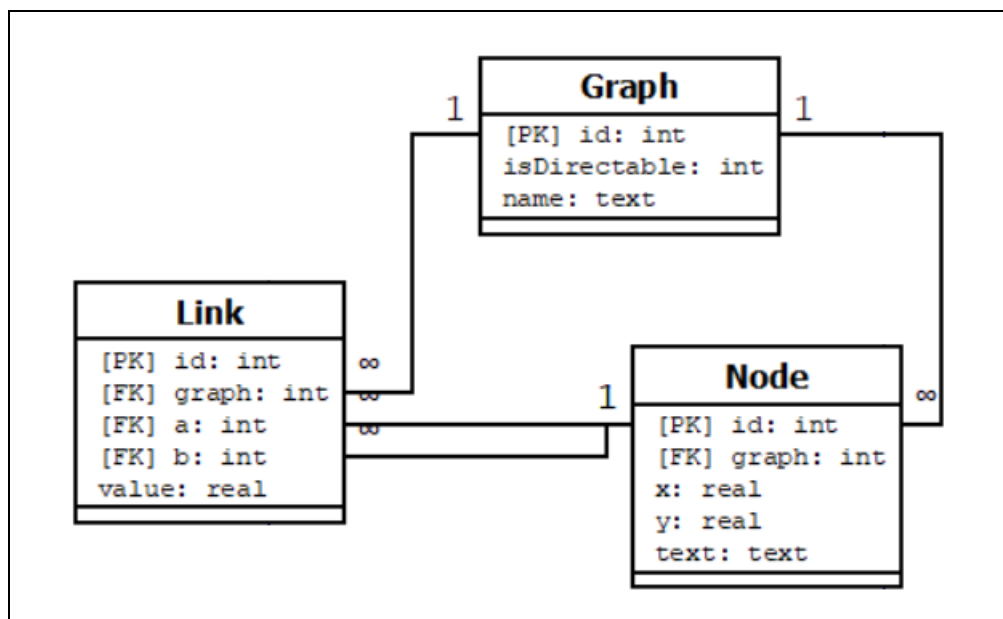 Graph
1
1
[PK] id: int
isDirectable: int
name: text
Link
[PK] id: int
[FK] graph: int
[FK] a: int
[FK] b: int
value: real
∞
∞
∞
1
Node
∞
[PK] id: int
[FK] graph: int
x: real
y: real
text: text